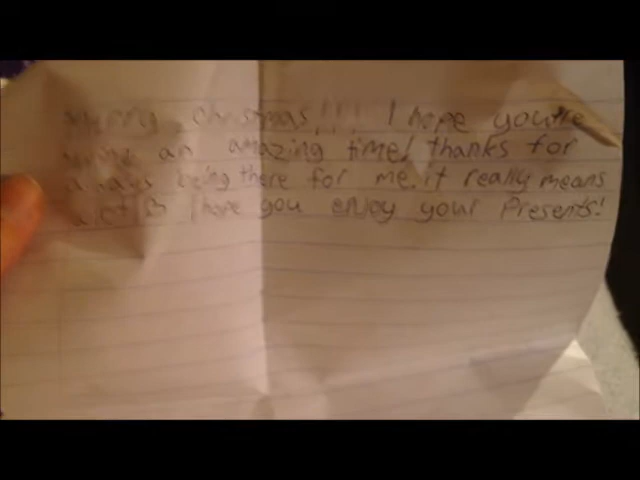 Merry Christmas!!! I hope you're
having an amazing time! thanks for
always being there for me. it really means
a lot <3 I hope you enjoy your Presents!